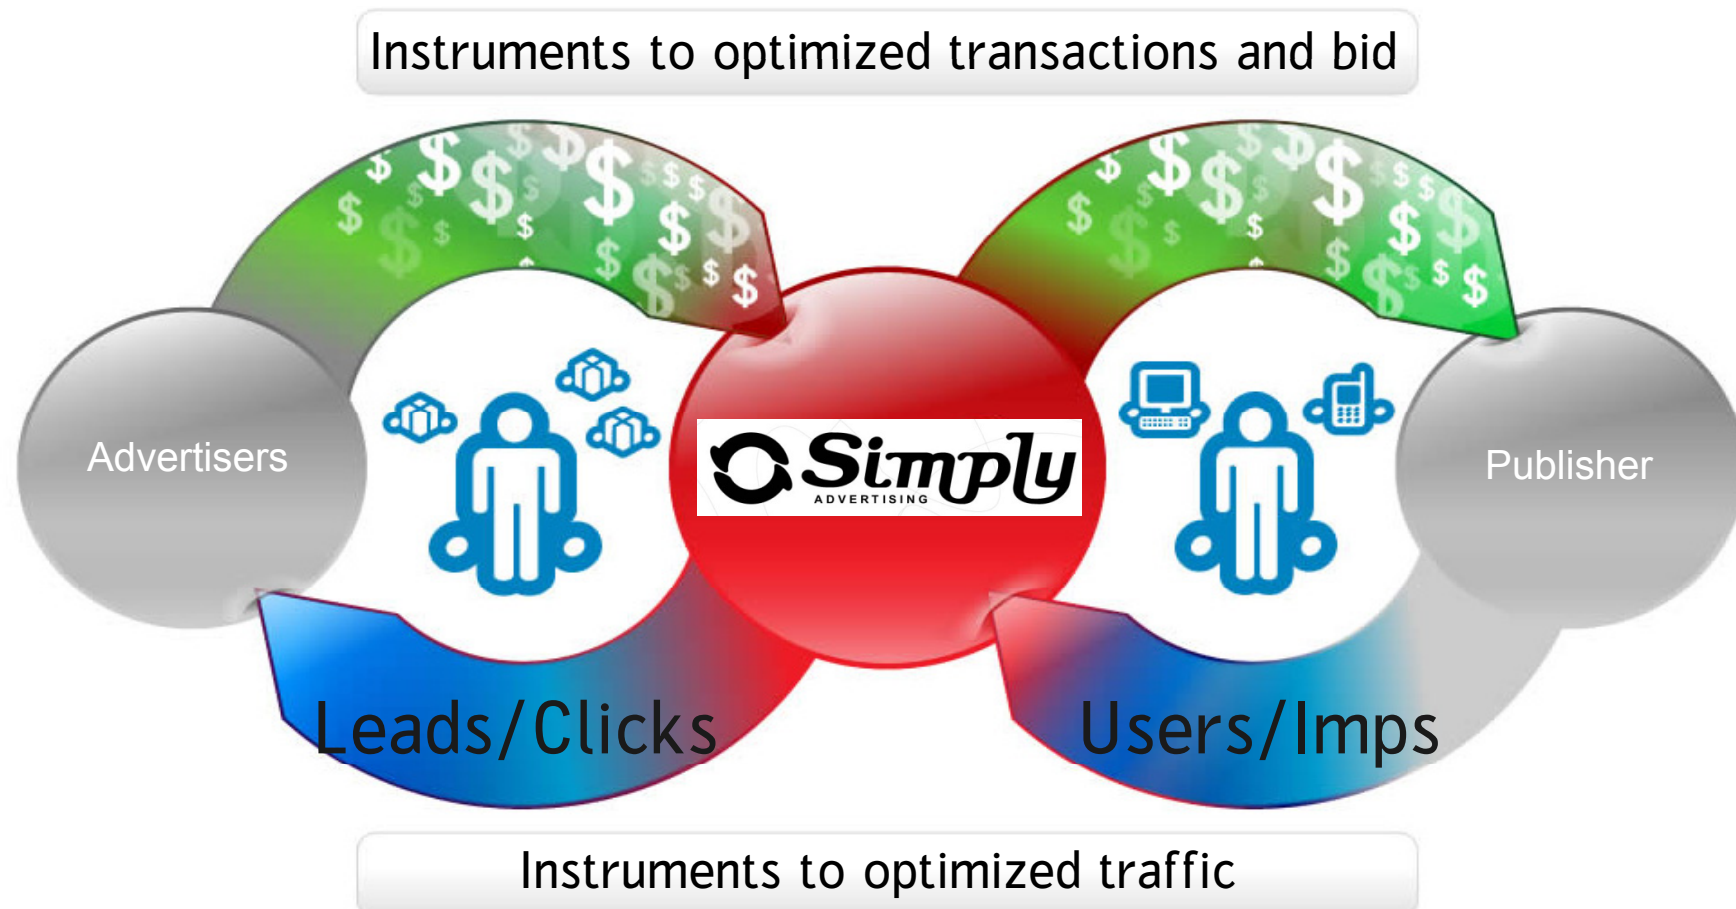 Instruments to optimized transactions and bid
Advertisers
Simply
ADVERTISING
Publisher
Leads/Clicks
Users/Imps
Instruments to optimized traffic